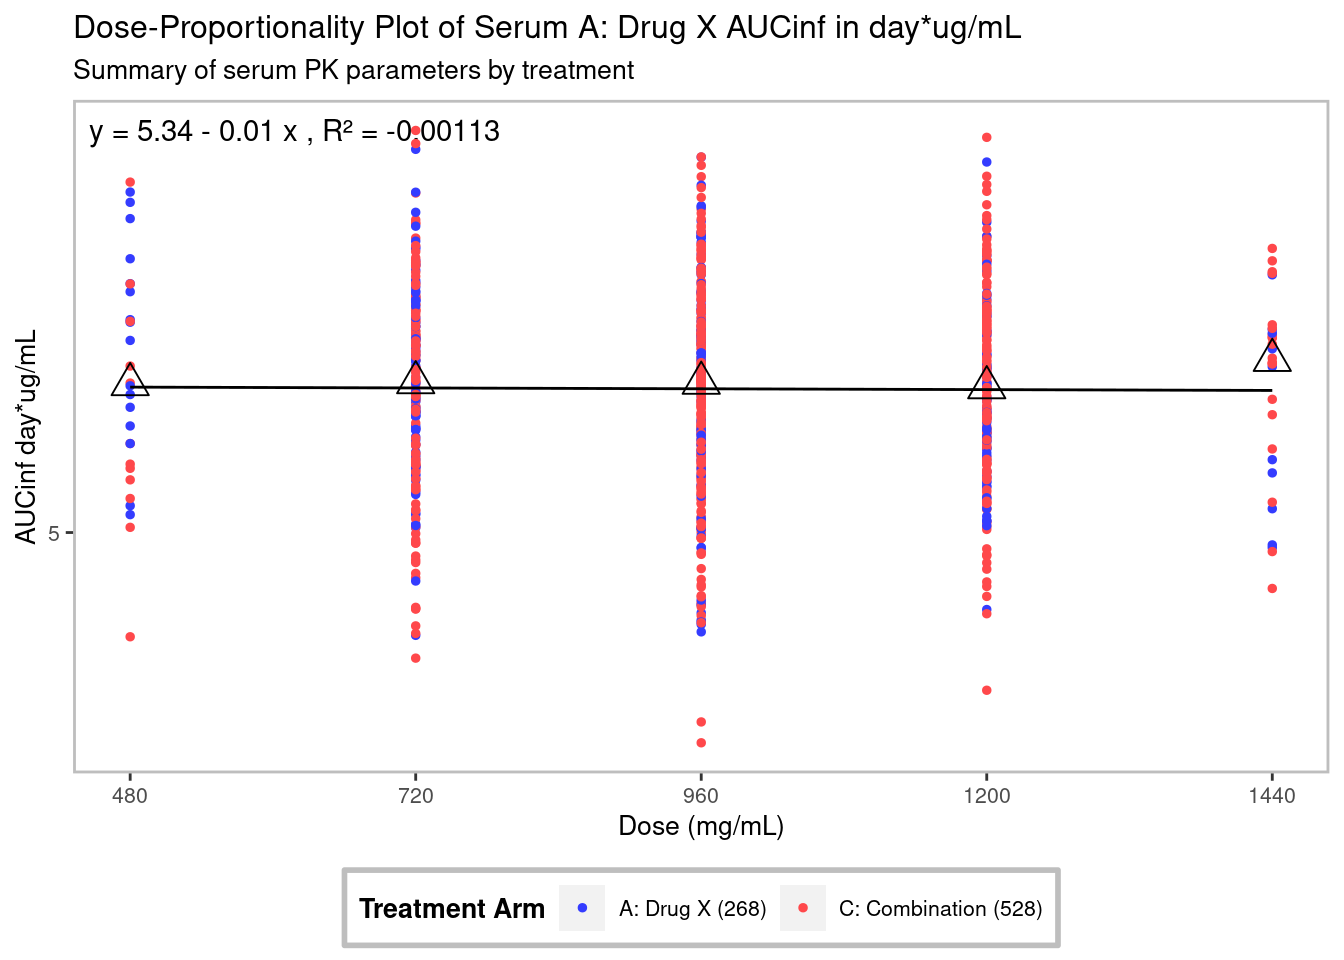 Dose-Proportionality Plot of Serum A: Drug X AUCinf in day*ug/mL
Summary of serum PK parameters by treatment
y = 5.34 - 0.01 x , R² = -0.00113
AUCinf day*ug/mL
5
480 720 960 1200 1440
Dose (mg/mL)
Treatment Arm A: Drug X (268) C: Combination (528)